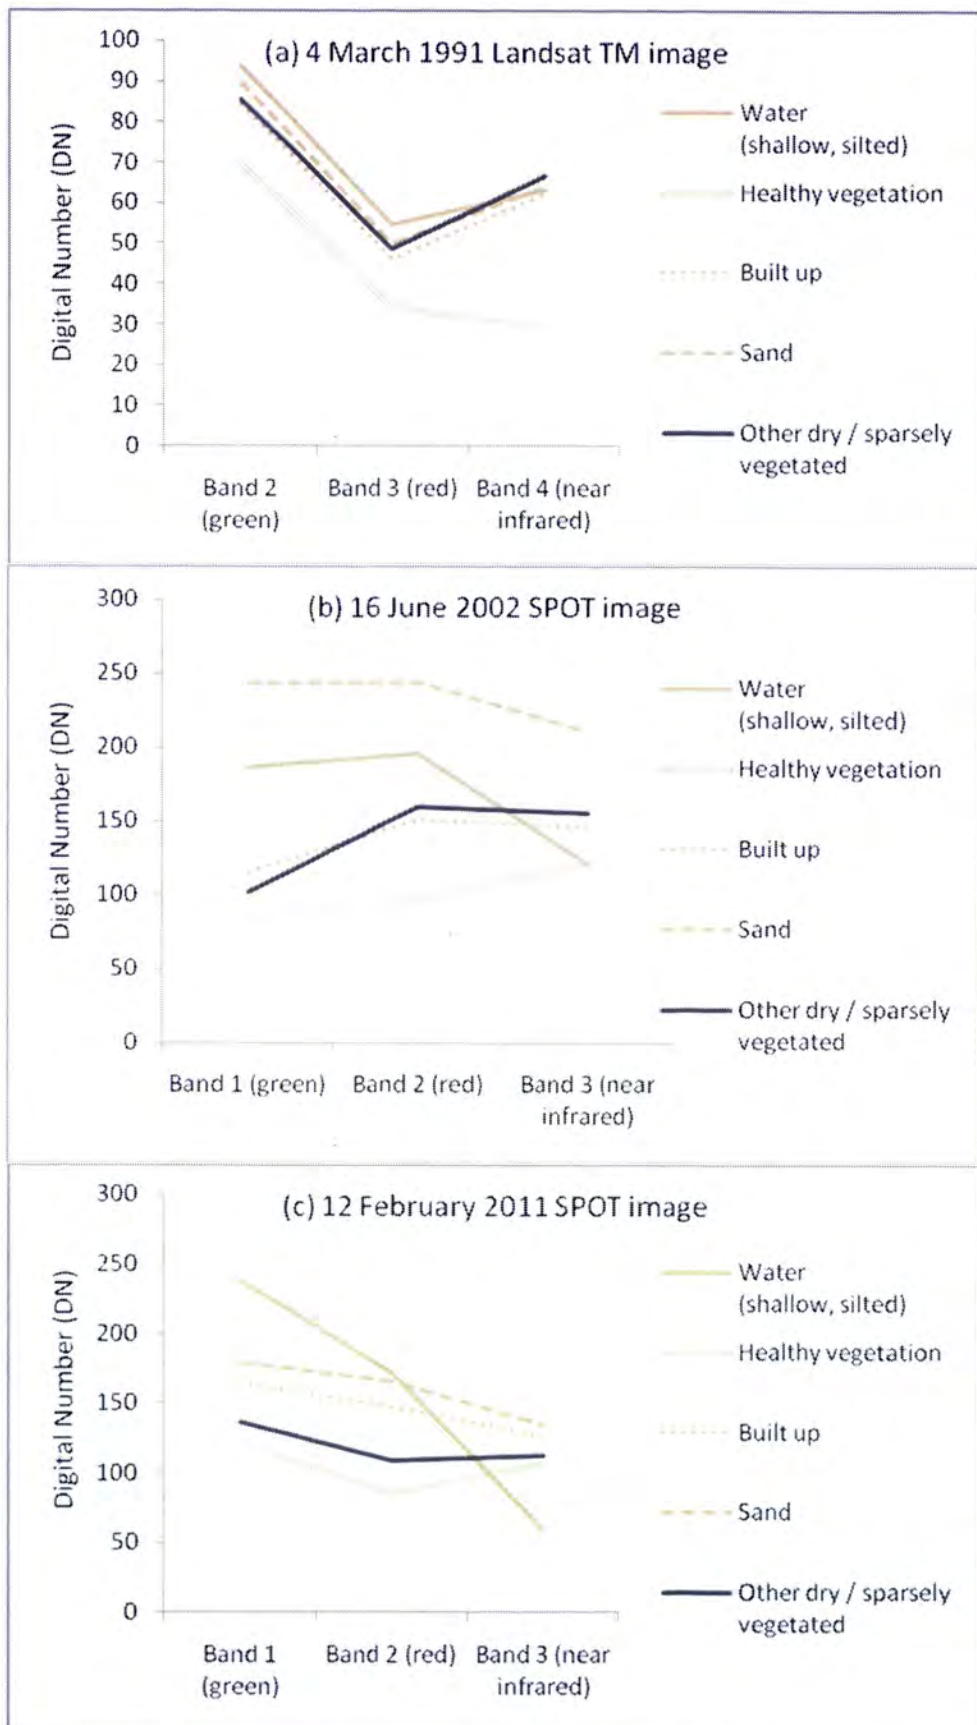 (a) 4 March 1991 Landsat TM image
100
90
80
70
60
50
40
30
20
10
0
Digital Number (DN)
Band 2
(green)
Band 3 (red)
Band 4 (near
infrared)
Water
(shallow, silted)
Healthy vegetation
Built up
Sand
Other dry / sparsely
vegetated
(b) 16 June 2002 SPOT image
300
250
200
150
100
50
0
Digital Number (DN)
Band 1 (green)
Band 2 (red)
Band 3 (near
infrared)
Water
(shallow, silted)
Healthy vegetation
Built up
Sand
Other dry / sparsely
vegetated
(c) 12 February 2011 SPOT image
300
250
200
150
100
50
0
Digital Number (DN)
Band 1
(green)
Band 2 (red)
Band 3 (near
infrared)
Water
(shallow, silted)
Healthy vegetation
Built up
Sand
Other dry / sparsely
vegetated